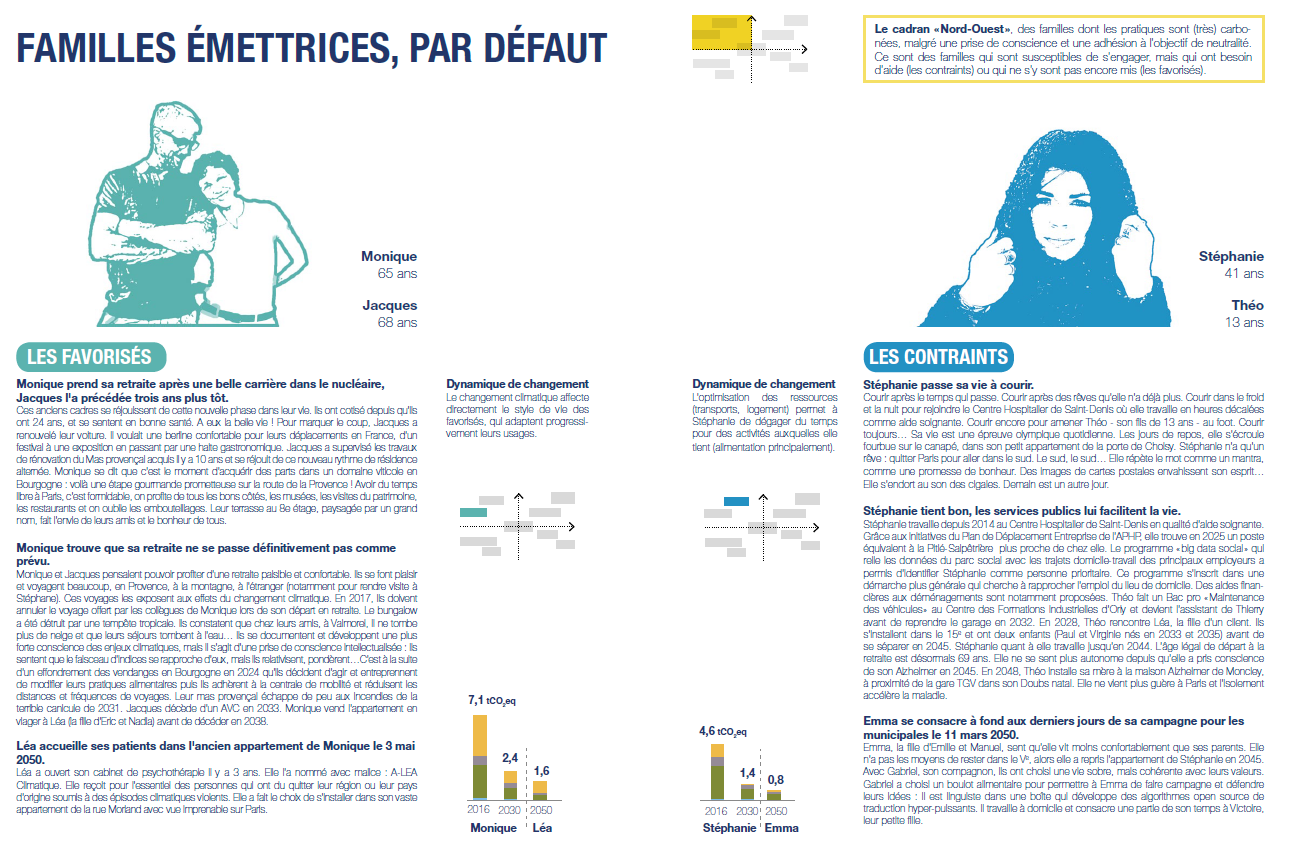 FAMILLES ÉMETTRICES, PAR DÉFAUT
Le cadran «Nord-Ouest», des familles dont les pratiques sont (très) carbo-
nées, malgré une prise de conscience et une adhésion à l'objectif de neutralité.
Ce sont des familles qui sont susceptibles de s'engager, mais qui ont besoin
d'aide (les contraints) ou qui ne s'y sont pas encore mis (les favorisés).
Monique
65 ans
Jacques
68 ans
LES FAVORISÉS
Monique prend sa retraite après une belle carrière dans le nucléaire,
Jacques l'a précédée trois ans plus tôt.
Ces anciens cadres se réjouissent de cette nouvelle phase dans leur vie. Ils ont cotisé depuis qu'ils
ont 24 ans, et se sentent en bonne santé. A eux la belle vie ! Pour marquer le coup, Jacques a
renouvelé leur voiture. Il voulait une berline confortable pour leurs déplacements en France, d'un
festival à une exposition en passant par une halte gastronomique. Jacques a supervisé les travaux
de rénovation du Mas provençal acquis il y a 10 ans et se réjouit de ce nouveau rythme de résidence
alternée. Monique se dit que c'est le moment d'acquérir des parts dans un domaine viticole en
Bourgogne : voilà une étape gourmande prometteuse sur la route de la Provence ! Avoir du temps
libre à Paris, c'est formidable, on profite de tous les bons côtés, les musées, les visites du patrimoine,
les restaurants et on oublie les embouteillages. Leur terrasse au 8e étage, paysagée par un grand
nom, fait l'envie de leurs amis et le bonheur de tous.
Monique trouve que sa retraite ne se passe définitivement pas comme
prévu.
Monique et Jacques pensaient pouvoir profiter d'une retraite paisible et confortable. Ils se font plaisir
et voyagent beaucoup, en Provence, à la montagne, à l'étranger (notamment pour rendre visite à
Stéphane). Ces voyages les exposent aux effets du changement climatique. En 2017, ils doivent
annuler le voyage offert par les collègues de Monique lors de son départ en retraite. Le bungalow
a été détruit par une tempête tropicale. Ils constatent que chez leurs amis, à Valmorel, il ne tombe
plus de neige et que leurs séjours tombent à l'eau… Ils se documentent et développent une plus
forte conscience des enjeux climatiques, mais il s'agit d'une prise de conscience intellectualisée : ils
sentent que le faisceau d'indices se rapproche d'eux, mais ils relativisent, pondèrent…C'est à la suite
d'un effondrement des vendanges en Bourgogne en 2024 qu'ils décident d'agir et entreprennent
de modifier leurs pratiques alimentaires puis ils adhèrent à la centrale de mobilité et réduisent les
distances et fréquences de voyages. Leur mas provençal échappe de peu aux incendies de la
terrible canicule de 2031. Jacques décède d'un AVC en 2033. Monique vend l'appartement en
viager à Léa (la fille d'Eric et Nadia) avant de décéder en 2038.
Léa accueille ses patients dans l'ancien appartement de Monique le 3 mai
2050.
Léa a ouvert son cabinet de psychothérapie il y a 3 ans. Elle l'a nommé avec malice : A-LEA
Climatique. Elle reçoit pour l'essentiel des personnes qui ont du quitter leur région ou leur pays
d'origine soumis à des épisodes climatiques violents. Elle a fait le choix de s'installer dans son vaste
appartement de la rue Morland avec vue imprenable sur Paris.
Dynamique de changement
Le changement climatique affecte
directement le style de vie des
favorisés, qui adaptent progressi-
vement leurs usages.
7,1 tCO2eq
2,4
1,6
2016 2030 2050
Monique Léa
Dynamique de changement
L'optimisation des ressources
(transports, logement) permet à
Stéphanie de dégager du temps
pour des activités auxquelles elle
tient (alimentation principalement).
4,6 tCO2eq
1,4
0,8
2016 2030 2050
Stéphanie Emma
Stéphanie
41 ans
Théo
13 ans
LES CONTRAINTS
Stéphanie passe sa vie à courir.
Courir après le temps qui passe. Courir après des rêves qu'elle n'a déjà plus. Courir dans le froid
et la nuit pour rejoindre le Centre Hospitalier de Saint-Denis où elle travaille en heures décalées
comme aide soignante. Courir encore pour amener Théo - son fils de 13 ans - au foot. Courir
toujours… Sa vie est une épreuve olympique quotidienne. Les jours de repos, elle s'écroule
fourbue sur le canapé, dans son petit appartement de la porte de Choisy. Stéphanie n'a qu'un
rêve : quitter Paris pour aller dans le sud. Le sud, le sud… Elle répète le mot comme un mantra,
comme une promesse de bonheur. Des images de cartes postales envahissent son esprit…
Elle s'endort au son des cigales. Demain est un autre jour.
Stéphanie tient bon, les services publics lui facilitent la vie.
Stéphanie travaille depuis 2014 au Centre Hospitalier de Saint-Denis en qualité d'aide soignante.
Grâce aux initiatives du Plan de Déplacement Entreprise de l'APHP, elle trouve en 2025 un poste
équivalent à la Pitié-Salpêtrière plus proche de chez elle. Le programme «big data social» qui
relie les données du parc social avec les trajets domicile-travail des principaux employeurs a
permis d'identifier Stéphanie comme personne prioritaire. Ce programme s'inscrit dans une
démarche plus générale qui cherche à rapprocher l'emploi du lieu de domicile. Des aides finan-
cières aux déménagements sont notamment proposées. Théo fait un Bac pro «Maintenance
des véhicules» au Centre des Formations Industrielles d'Orly et devient l'assistant de Thierry
avant de reprendre le garage en 2032. En 2028, Théo rencontre Léa, la fille d'un client. Ils
s'installent dans le 15e et ont deux enfants (Paul et Virginie nés en 2033 et 2035) avant de
se séparer en 2045. Stéphanie quant à elle travaille jusqu'en 2044. L'âge légal de départ à la
retraite est désormais 69 ans. Elle ne se sent plus autonome depuis qu'elle a pris conscience
de son Alzheimer en 2045. En 2048, Théo installe sa mère à la maison Alzheimer de Moncley,
à proximité de la gare TGV dans son Doubs natal. Elle ne vient plus guère à Paris et l'isolement
accélère la maladie.
Emma se consacre à fond aux derniers jours de sa campagne pour les
municipales le 11 mars 2050.
Emma, la fille d'Emilie et Manuel, sent qu'elle vit moins confortablement que ses parents. Elle
n'a pas les moyens de rester dans le Ve, alors elle a repris l'appartement de Stéphanie en 2045.
Avec Gabriel, son compagnon, ils ont choisi une vie sobre, mais cohérente avec leurs valeurs.
Gabriel a choisi un boulot alimentaire pour permettre à Emma de faire campagne et défendre
leurs idées : il est linguiste dans une boîte qui développe des algorithmes open source de
traduction hyper-puissants. Il travaille à domicile et consacre une partie de son temps à Victoire,
leur petite fille.